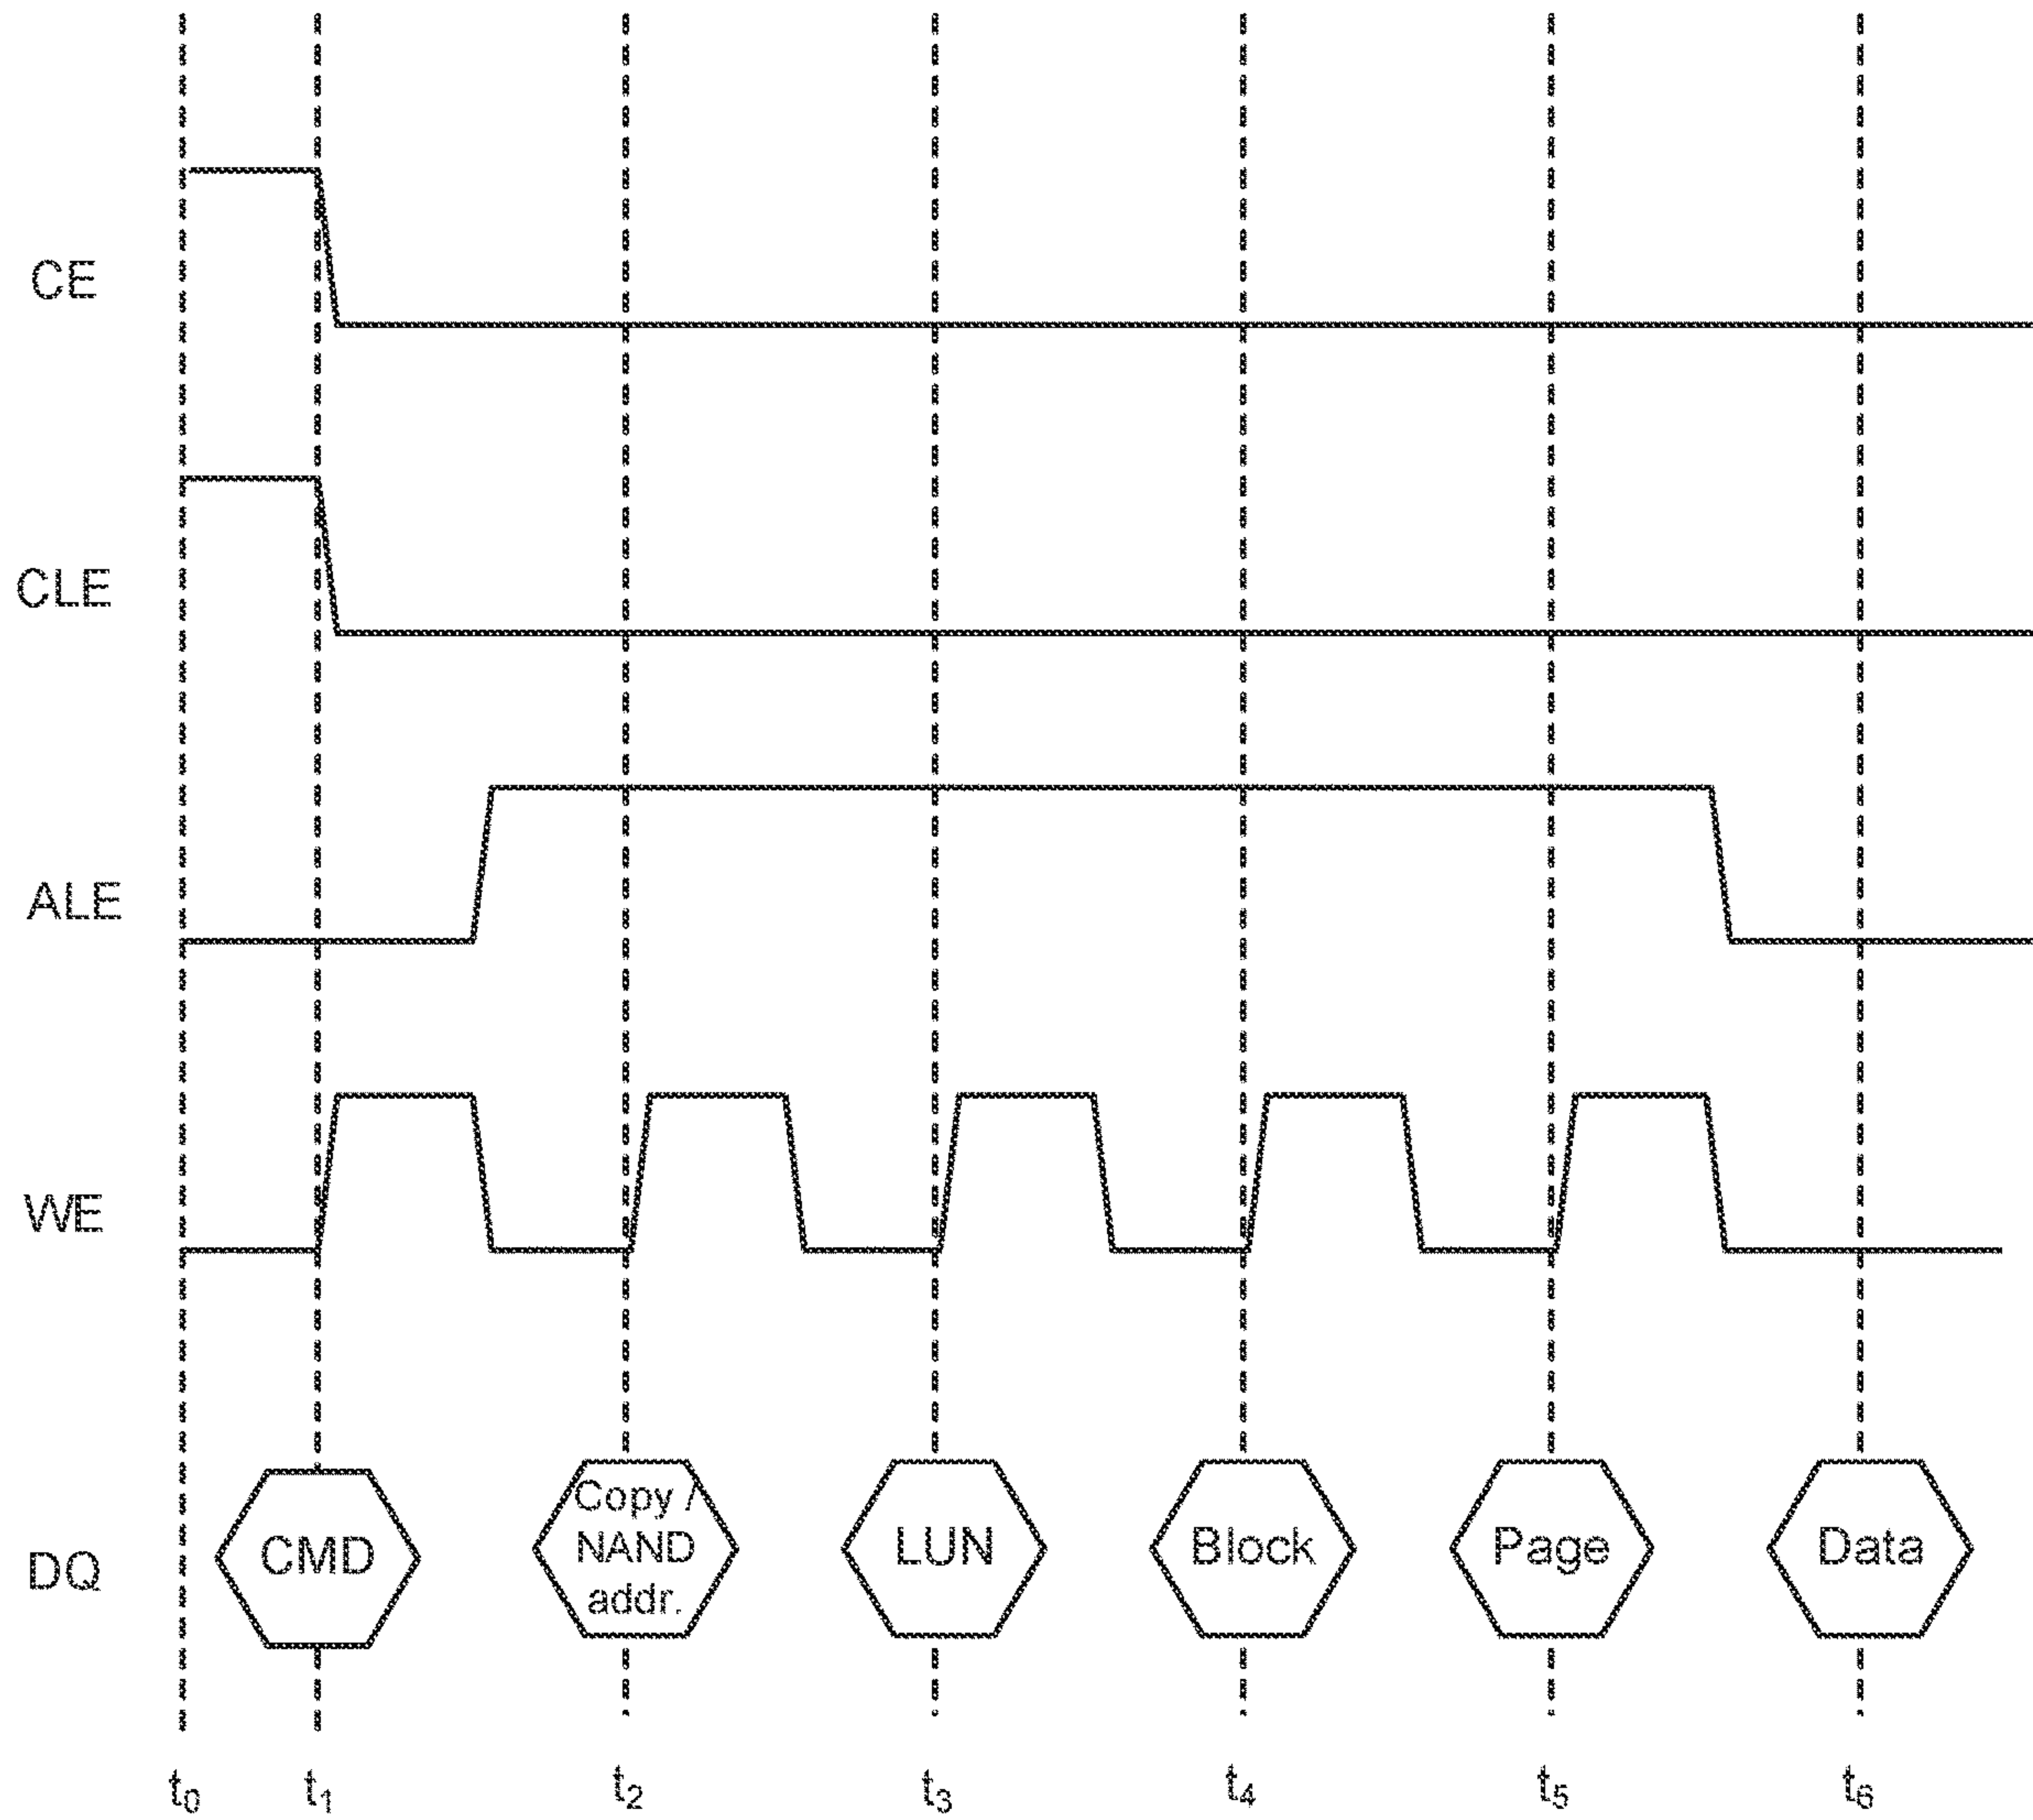 CE
CLE
ALE
WE
DQ
CMD
Copy /
NAND
addr.
LUN
Block
Page
Data
t₀ t₁ t₂ t₃ t₄ t₅ t₆